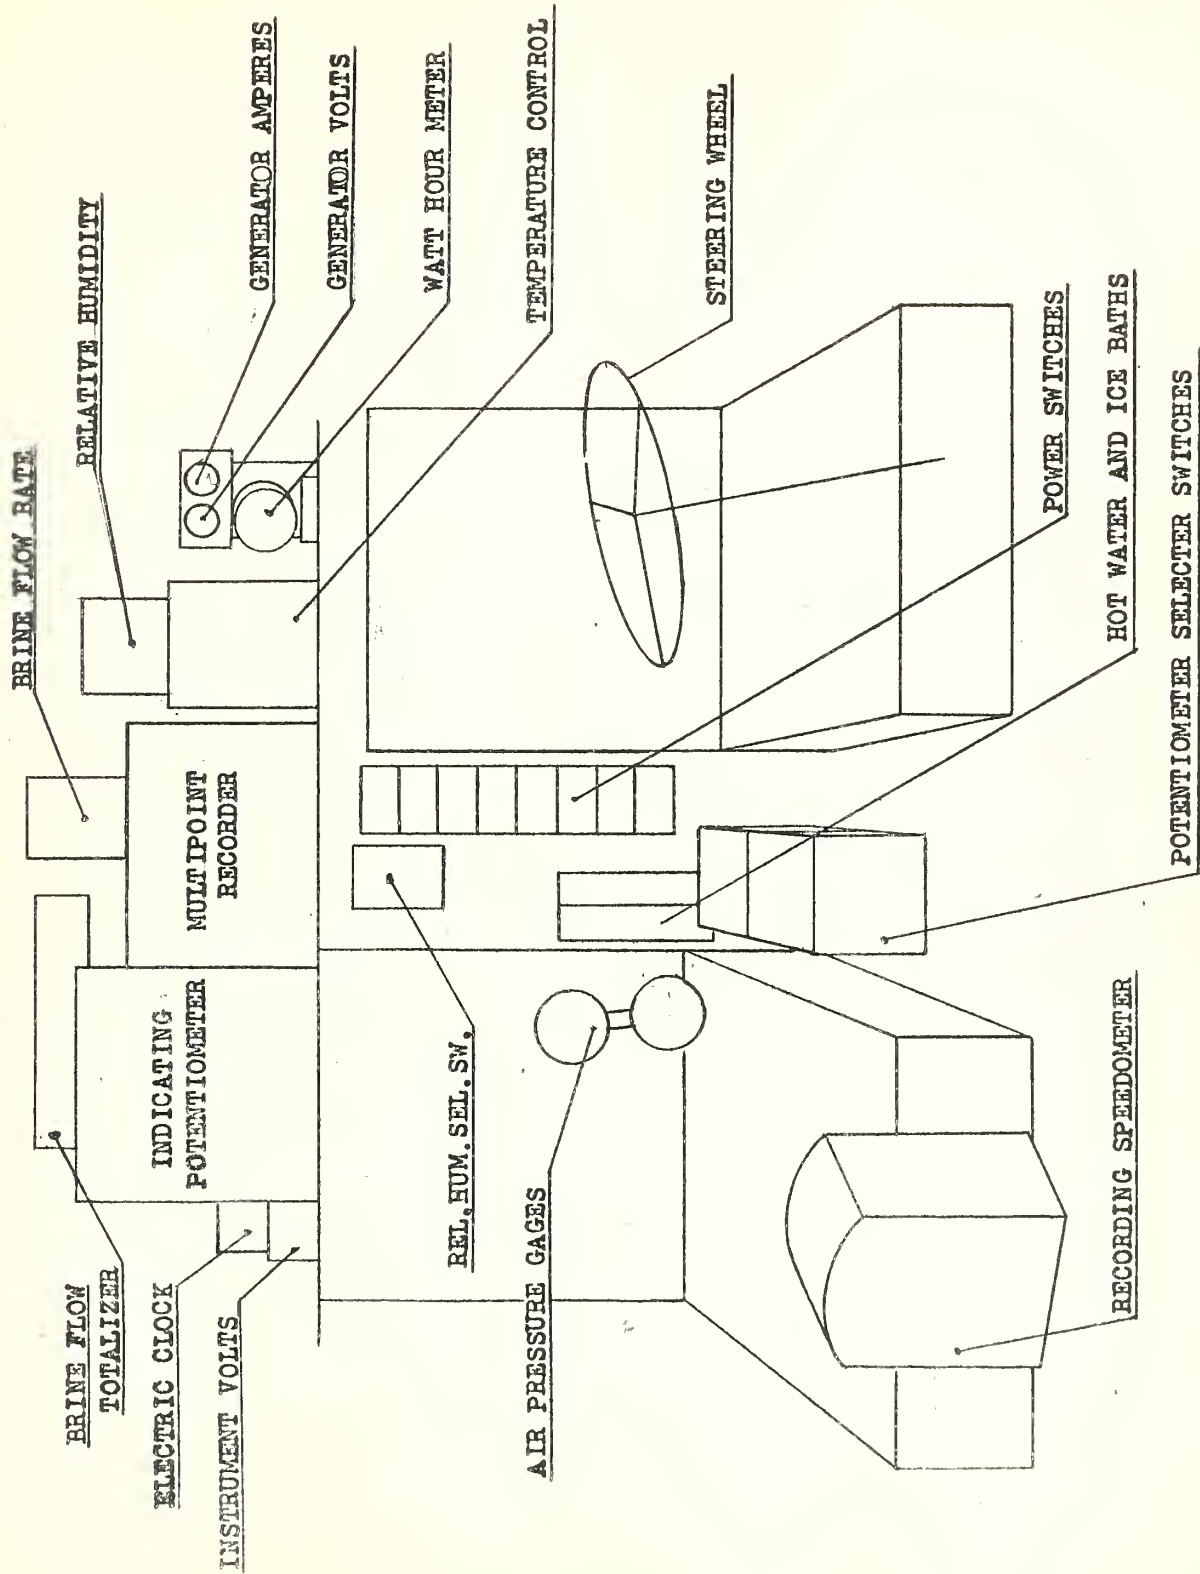 BRINE FLOW RATE
RELATIVE HUMIDITY
GENERATOR AMPERES
GENERATOR VOLTS
WATT HOUR METER
TEMPERATURE CONTROL
STEERING WHEEL
POWER SWITCHES
HOT WATER AND ICE BATHS
POTENTIOMETER SELECTER SWITCHES
MULTIPOINT
RECORDER
INDICATING
POTENTIOMETER
BRINE FLOW
TOTALIZER
ELECTRIC CLOCK
INSTRUMENT VOLTS
REL,HUM.SEL.SW,
AIR PRESSURE GAGES
RECORDING SPEEDOMETER